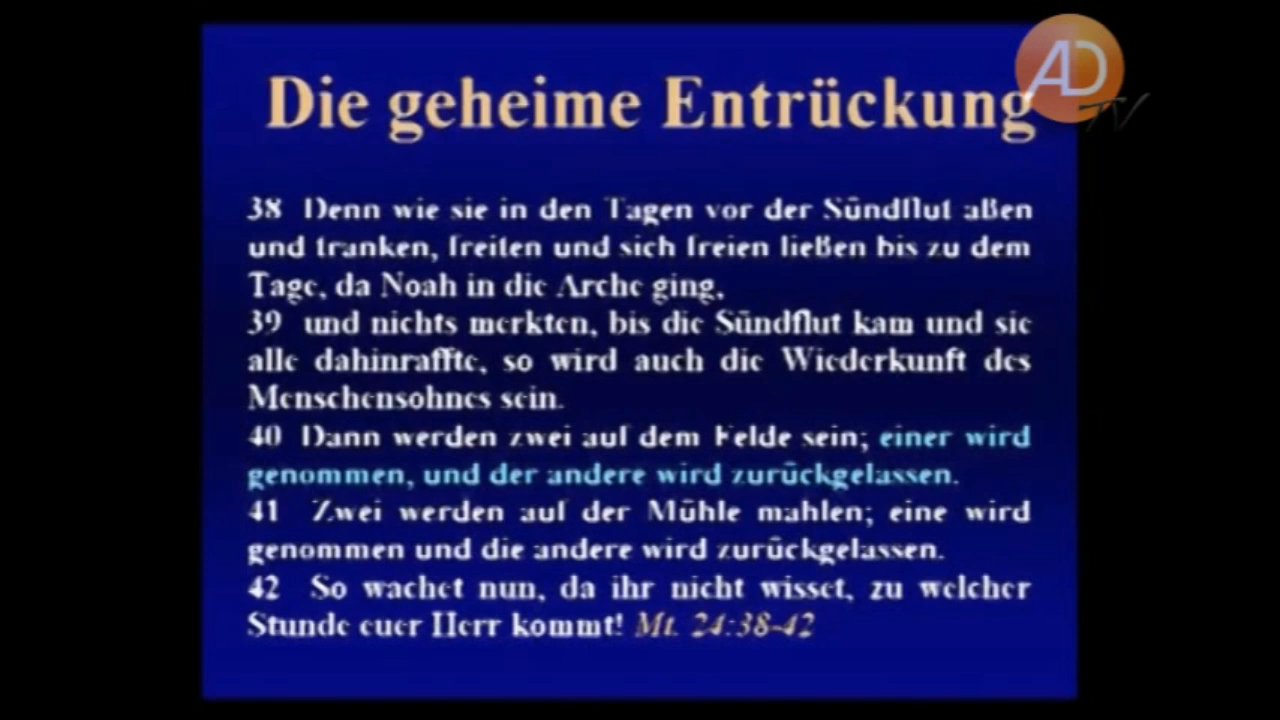 Die geheime Entrückung
AD
TV
38 Denn wie sie in den Tagen vor der Sündflut aßen
und tranken, freiten und sich freien ließen bis zu dem
Tage, da Noah in die Arche ging,
39 und nichts merkten, bis die Sündflut kam und sie
alle dahinraffte, so wird auch die Wiederkunft des
Menschensohnes sein.
40 Dann werden zwei auf dem Felde sein; einer wird
genommen, und der andere wird zurückgelassen.
41 Zwei werden auf der Mühle mahlen; eine wird
genommen und die andere wird zurückgelassen.
42 So wachet nun, da ihr nicht wisset, zu welcher
Stunde euer Herr kommt! Mt. 24:38-42